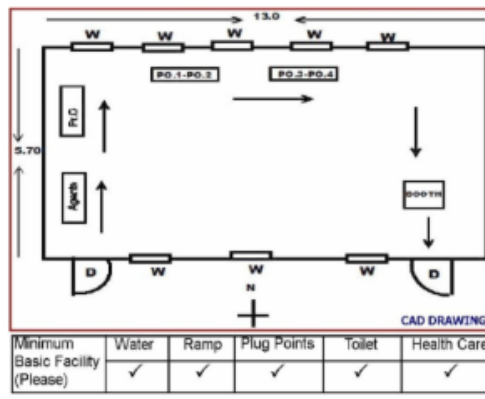 13.0
W W W W W
PO.1-PO.2 PO.3-PO.4
Pr.O
5.70
Agents
BOOTH
D W W W D
N
CAD DRAWING
Minimum Basic Facility (Please) Water Ramp Plug Points Toilet Health Care
✓ ✓ ✓ ✓ ✓